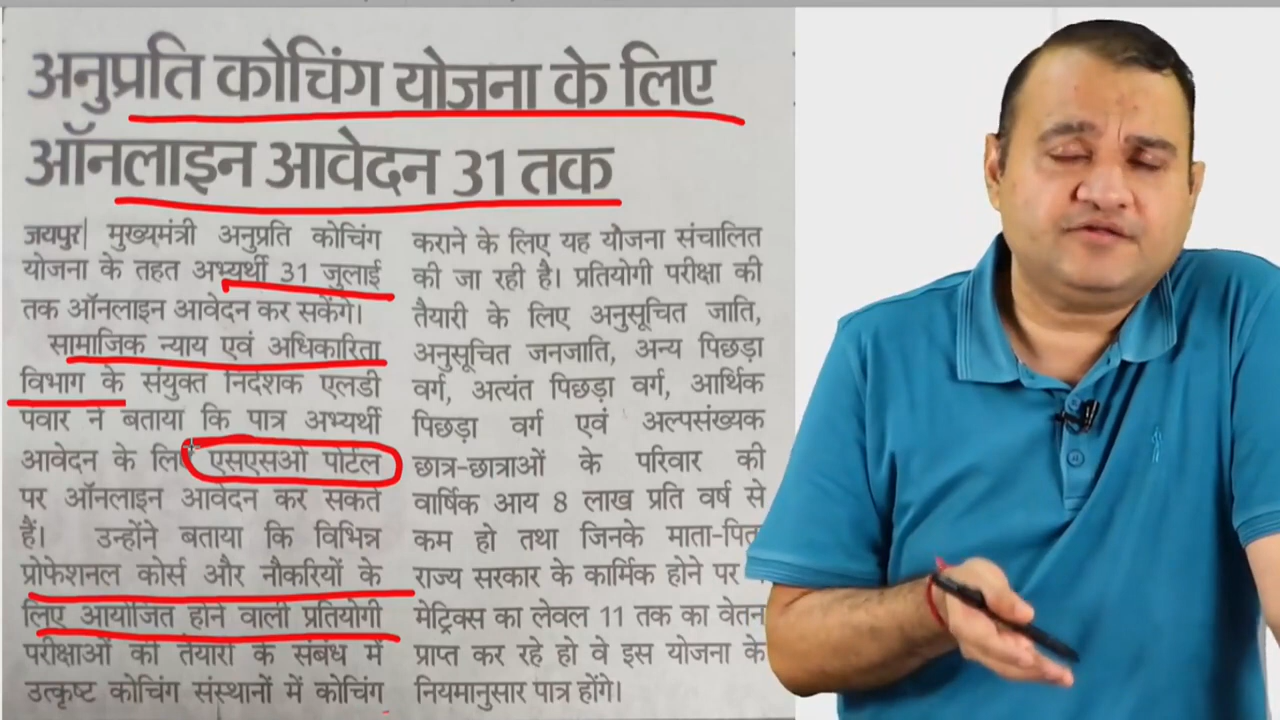 अनुप्रति कोचिंग योजना के लिए
ऑनलाइन आवेदन 31 तक
जयपुर| मुख्यमंत्री अनुप्रति कोचिंग
योजना के तहत अभ्यर्थी 31 जुलाई
तक ऑनलाइन आवेदन कर सकेंगे।
सामाजिक न्याय एवं अधिकारिता
विभाग के संयुक्त निदेशक एलडी
पंवार ने बताया कि पात्र अभ्यर्थी
आवेदन के लिए एसएसओ पोर्टल
पर ऑनलाइन आवेदन कर सकते
हैं। उन्होंने बताया कि विभिन्न
प्रोफेशनल कोर्स और नौकरियों के
लिए आयोजित होने वाली प्रतियोगी
परीक्षाओं की तैयारी के संबंध में
उत्कृष्ट कोचिंग संस्थानों में कोचिंग
कराने के लिए यह योजना संचालित
की जा रही है। प्रतियोगी परीक्षा की
तैयारी के लिए अनुसूचित जाति,
अनुसूचित जनजाति, अन्य पिछड़ा
वर्ग, अत्यंत पिछड़ा वर्ग, आर्थिक
पिछड़ा वर्ग एवं अल्पसंख्यक
छात्र-छात्राओं के परिवार की
वार्षिक आय 8 लाख प्रति वर्ष से
कम हो तथा जिनके माता-पिता
राज्य सरकार के कार्मिक होने पर
मेट्रिक्स का लेवल 11 तक का वेतन
प्राप्त कर रहे हो वे इस योजना के
नियमानुसार पात्र होंगे।